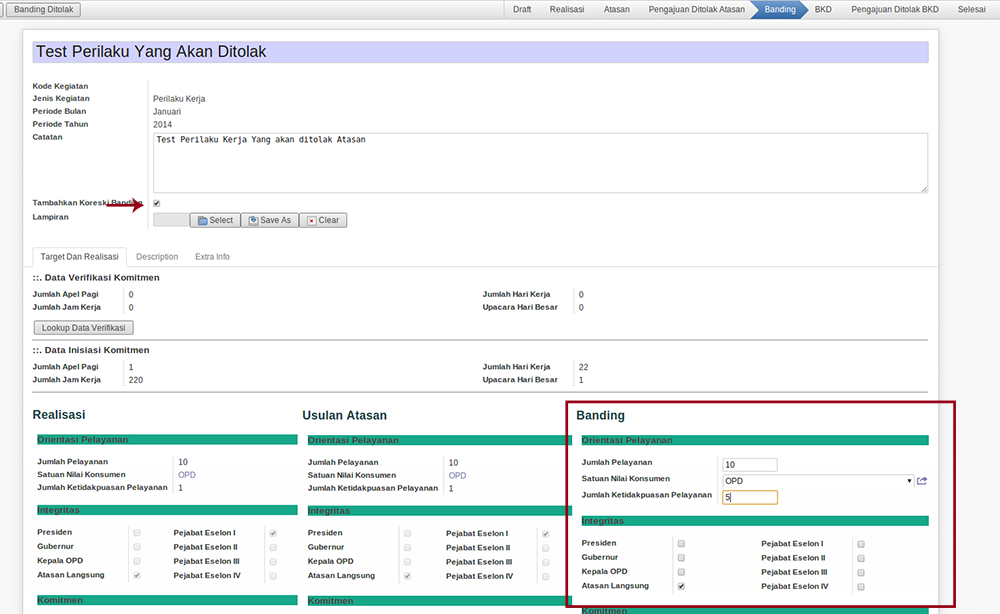 Banding Ditolak Draft Realisasi Atasan Pengajuan Ditolak Atasan Banding BKD Pengajuan Ditolak BKD Selesai
Test Perilaku Yang Akan Ditolak
Kode Kegiatan
Jenis Kegiatan Perilaku Kerja
Periode Bulan Januari
Periode Tahun 2014
Catatan Test Perilaku Kerja Yang akan ditolak Atasan
Tambahkan Koreski Banding
Lampiran Select Save As Clear
Target Dan Realisasi Description Extra Info
::. Data Verifikasi Komitmen
Jumlah Apel Pagi 0 Jumlah Hari Kerja 0
Jumlah Jam Kerja 0 Upacara Hari Besar 0
Lookup Data Verifikasi
::. Data Inisiasi Komitmen
Jumlah Apel Pagi 1 Jumlah Hari Kerja 22
Jumlah Jam Kerja 220 Upacara Hari Besar 1
Realisasi
Orientasi Pelayanan
Jumlah Pelayanan 10
Satuan Nilai Konsumen OPD
Jumlah Ketidakpuasan Pelayanan 1
Integritas
Presiden Pejabat Eselon I
Gubernur Pejabat Eselon II
Kepala OPD Pejabat Eselon III
Atasan Langsung Pejabat Eselon IV
Komitmen
Usulan Atasan
Orientasi Pelayanan
Jumlah Pelayanan 10
Satuan Nilai Konsumen OPD
Jumlah Ketidakpuasan Pelayanan 1
Integritas
Presiden Pejabat Eselon I
Gubernur Pejabat Eselon II
Kepala OPD Pejabat Eselon III
Atasan Langsung Pejabat Eselon IV
Komitmen
Banding
Orientasi Pelayanan
Jumlah Pelayanan 10
Satuan Nilai Konsumen OPD
Jumlah Ketidakpuasan Pelayanan 5
Integritas
Presiden Pejabat Eselon I
Gubernur Pejabat Eselon II
Kepala OPD Pejabat Eselon III
Atasan Langsung Pejabat Eselon IV
Komitmen